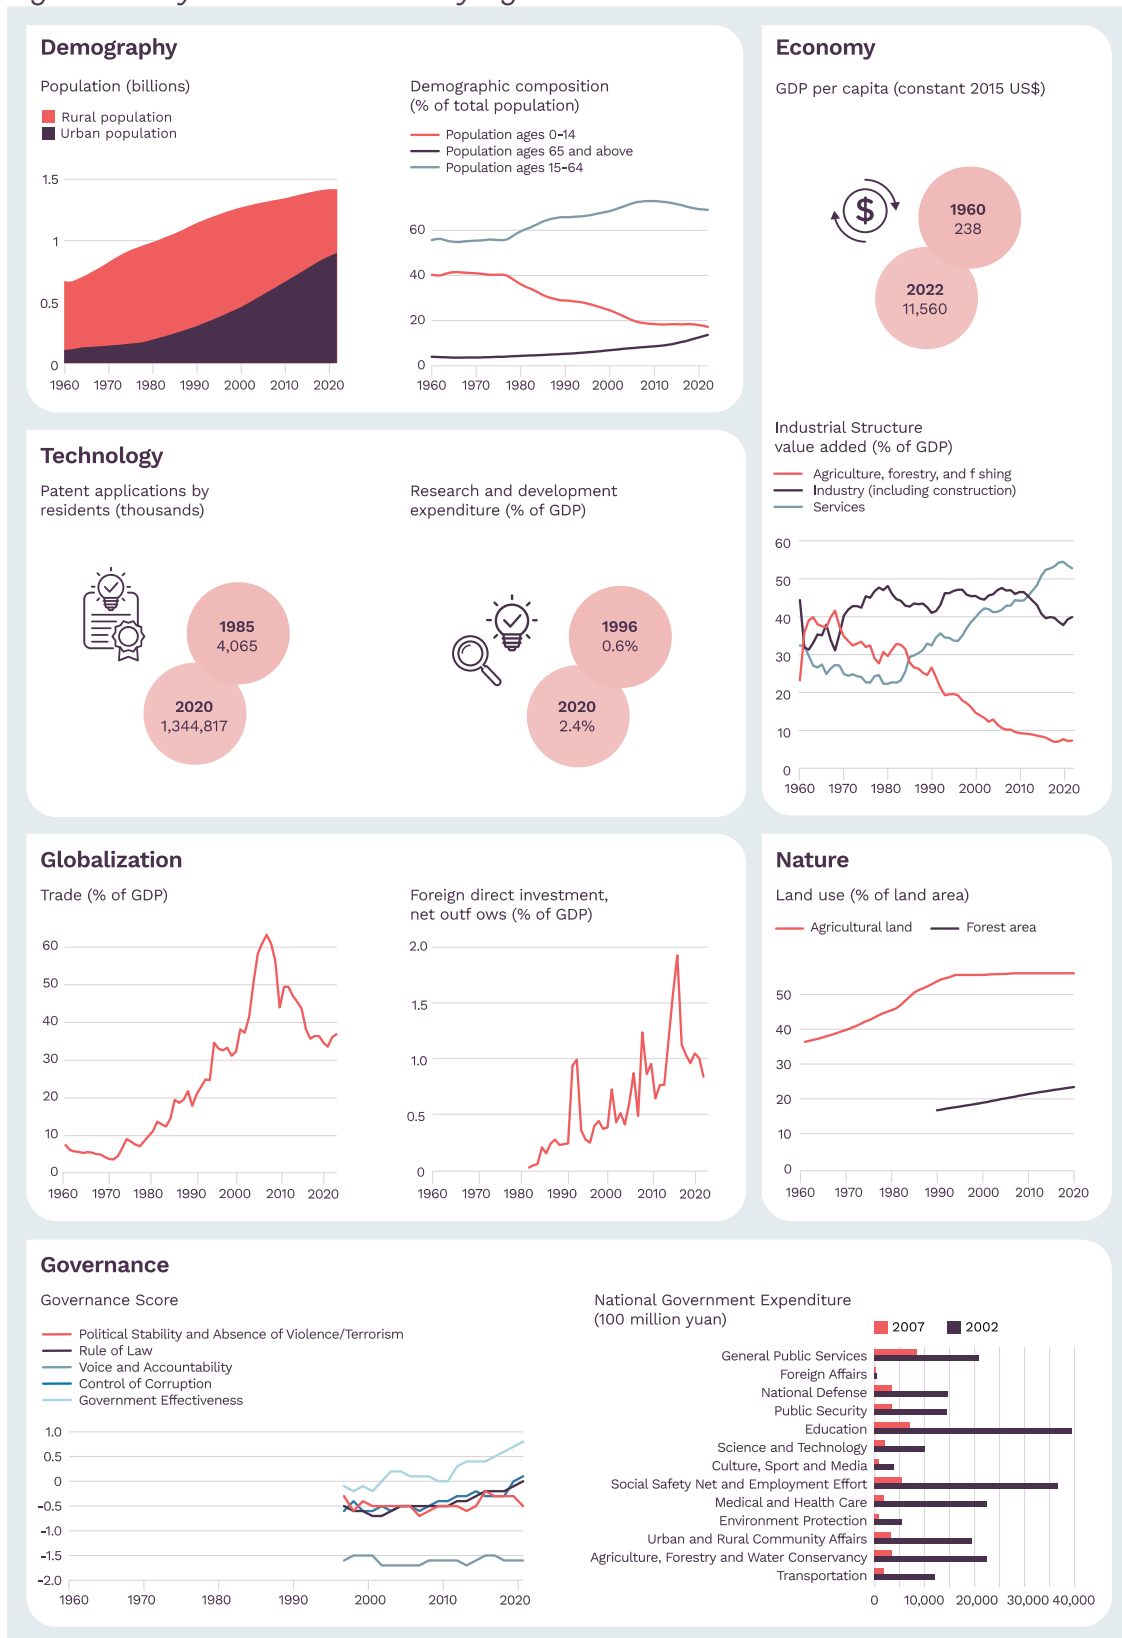 Demography
Population (billions)
Rural population
Urban population
1.5
1
0.5
0
1960 1970 1980 1990 2000 2010 2020
Demographic composition
(% of total population)
Population ages 0-14
Population ages 65 and above
Population ages 15-64
60
40
20
0
1960 1970 1980 1990 2000 2010 2020
Economy
GDP per capita (constant 2015 US$)
$
1960
238
2022
11,560
Industrial Structure
value added (% of GDP)
Agriculture, forestry, and f shing
Industry (including construction)
Services
60
50
40
30
20
10
0
1960 1970 1980 1990 2000 2010 2020
Technology
Patent applications by
residents (thousands)
1985
4,065
2020
1,344,817
Research and development
expenditure (% of GDP)
1996
0.6%
2020
2.4%
Globalization
Trade (% of GDP)
60
50
40
30
20
10
0
1960 1970 1980 1990 2000 2010 2020
Foreign direct investment,
net outf ows (% of GDP)
2.0
1.5
1.0
0.5
0
1960 1970 1980 1990 2000 2010 2020
Nature
Land use (% of land area)
Agricultural land Forest area
50
40
30
20
10
0
1960 1970 1980 1990 2000 2010 2020
Governance
Governance Score
Political Stability and Absence of Violence/Terrorism
Rule of Law
Voice and Accountability
Control of Corruption
Government Effectiveness
1.0
0.5
0
-0.5
-1.0
-1.5
-2.0
1960 1970 1980 1990 2000 2010 2020
National Government Expenditure
(100 million yuan)
2007 2002
General Public Services
Foreign Affairs
National Defense
Public Security
Education
Science and Technology
Culture, Sport and Media
Social Safety Net and Employment Effort
Medical and Health Care
Environment Protection
Urban and Rural Community Affairs
Agriculture, Forestry and Water Conservancy
Transportation
0 10,000 20,000 30,000 40,000